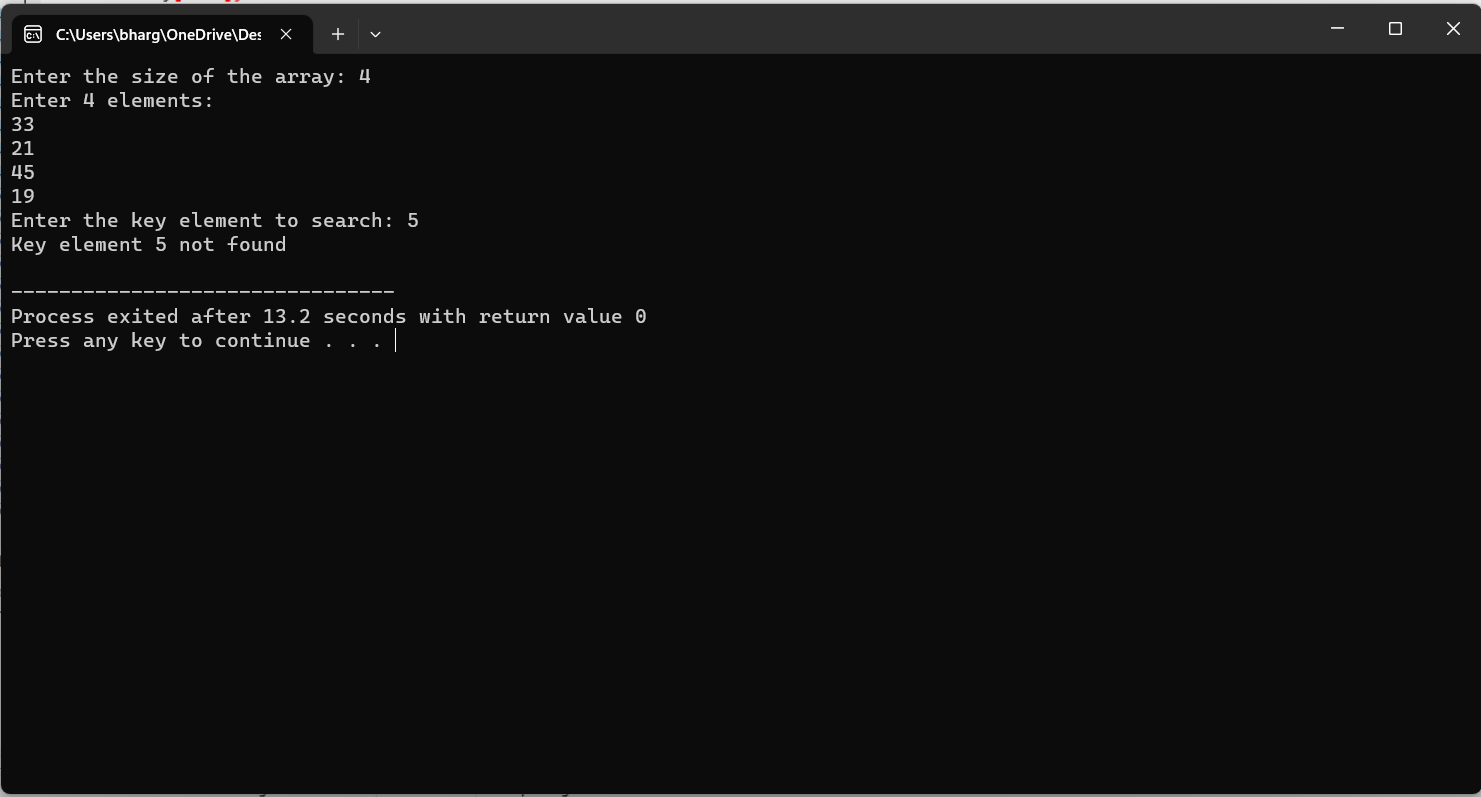 C:\Users\bharg\OneDrive\Des
Enter the size of the array: 4
Enter 4 elements:
33
21
45
19
Enter the key element to search: 5
Key element 5 not found
--------------------------------
Process exited after 13.2 seconds with return value 0
Press any key to continue . . .